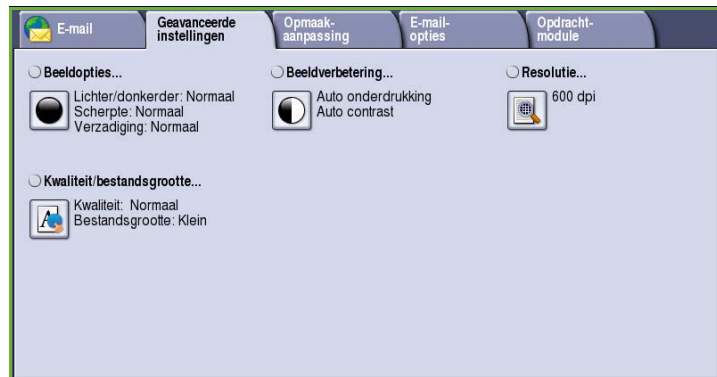 E-mail
Geavanceerde
instellingen
Opmaak-
aanpassing
E-mail-
opties
Opdracht-
module
Beeldopties...
Lichter/donkerder: Normaal
Scherpte: Normaal
Verzadiging: Normaal
Beeldverbetering...
Auto onderdrukking
Auto contrast
Resolutie...
600 dpi
Kwaliteit/bestandsgrootte...
Kwaliteit: Normaal
Bestandsgrootte: Klein